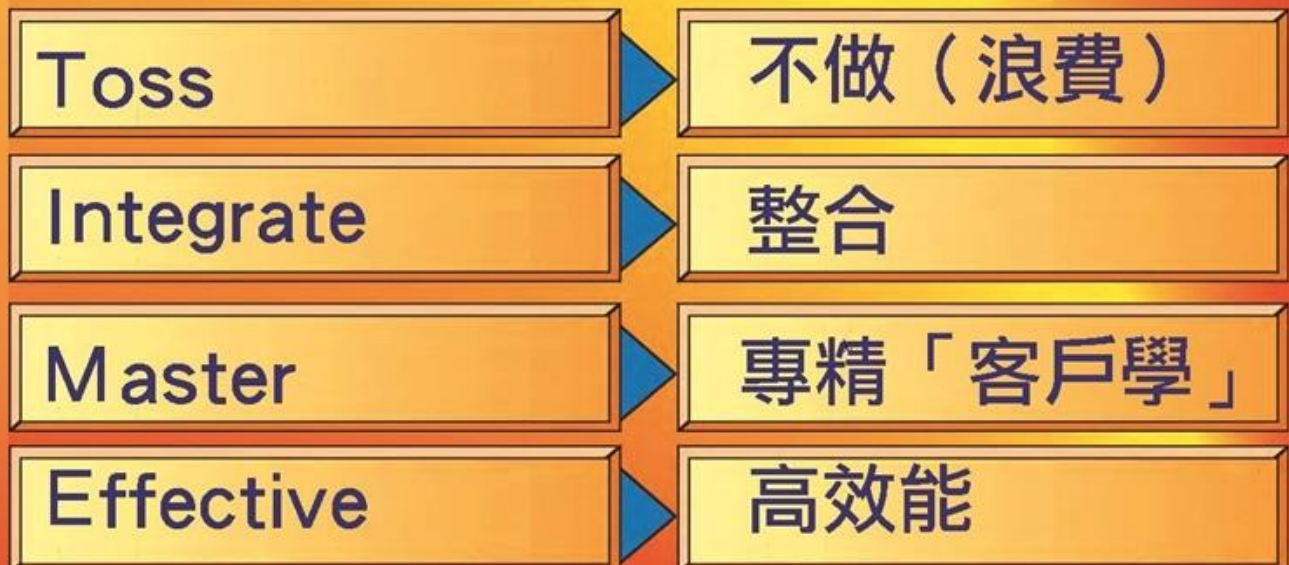 Toss 不做（浪費）
Integrate 整合
Master 專精「客戶學」
Effective 高效能